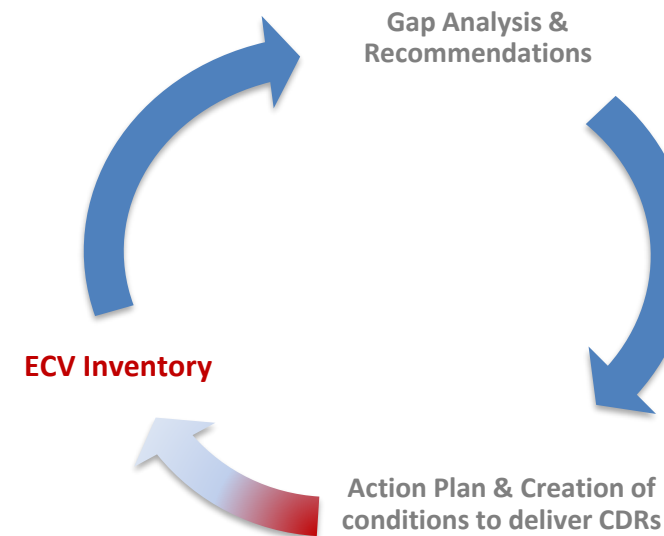 Gap Analysis &
Recommendations
ECV Inventory
Action Plan & Creation of
conditions to deliver CDRs